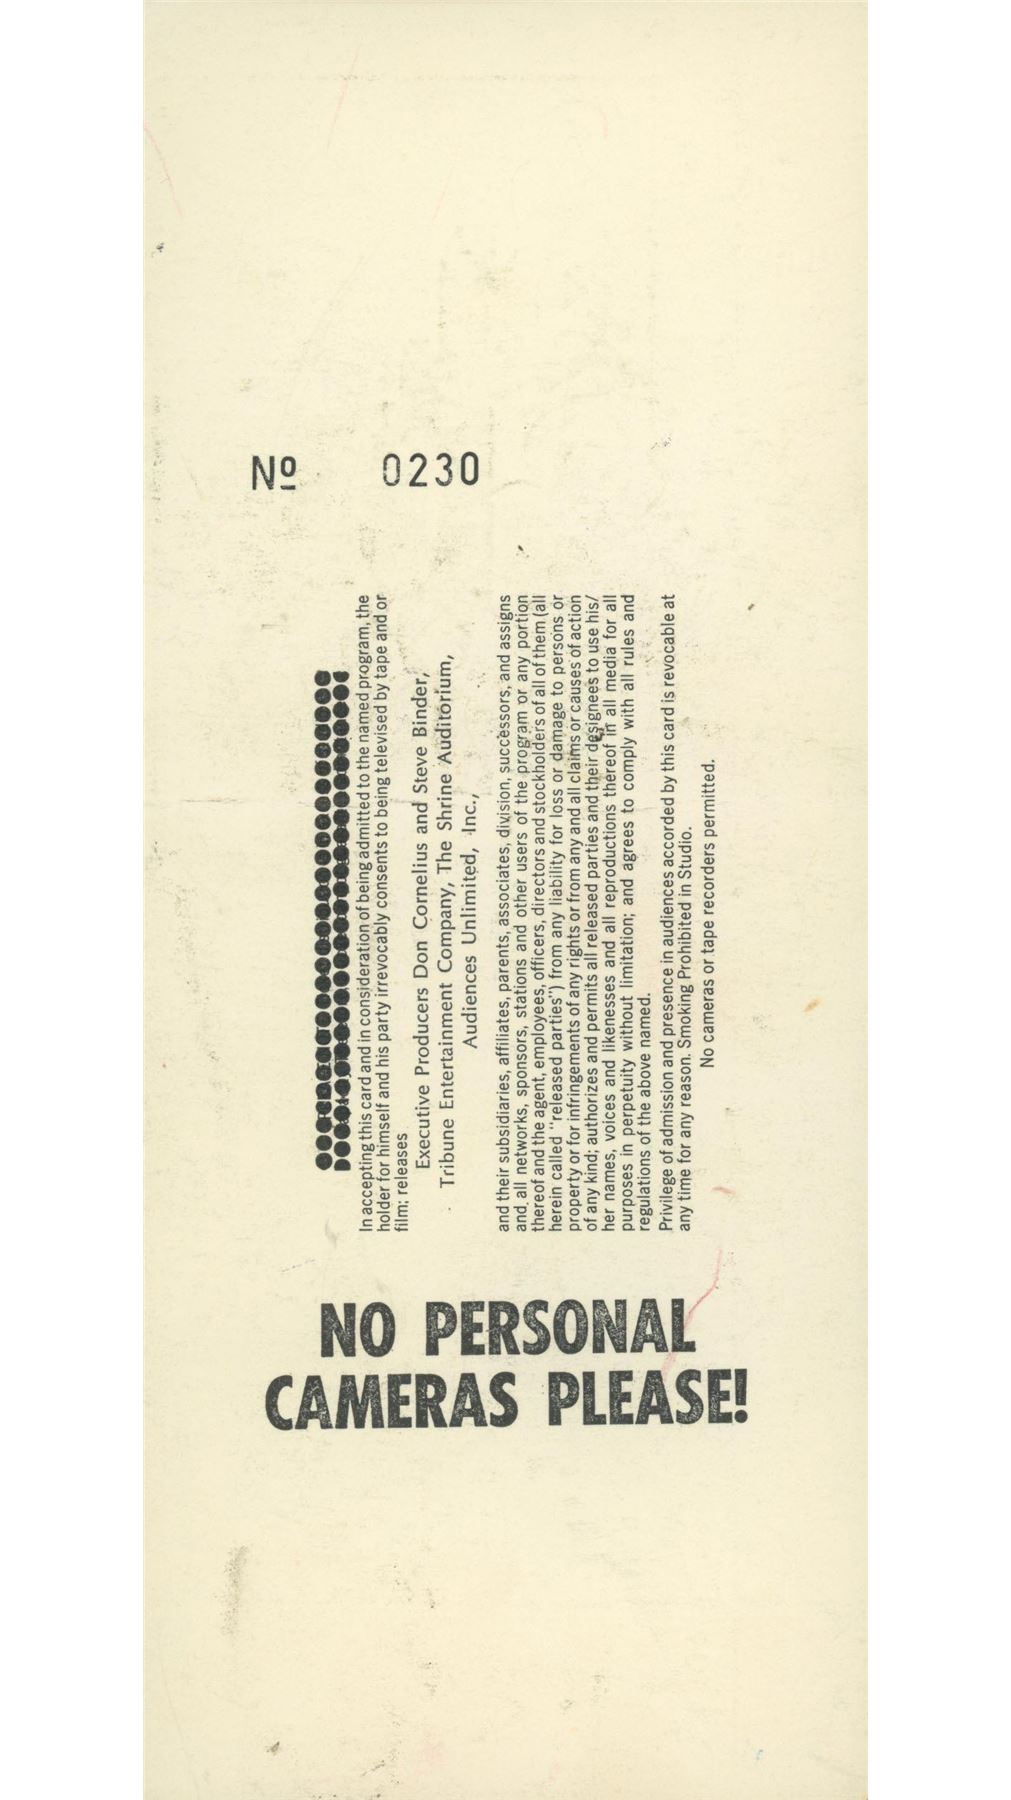 Nº 0230
In accepting this card and in consideration of being admitted to the named program, the
holder for himself and his party irrevocably consents to being televised by tape and or
film; releases
Executive Producers Don Cornelius and Steve Binder,
Tribune Entertainment Company, The Shrine Auditorium,
Audiences Unlimited, Inc.,
and their subsidiaries, affiliates, parents, associates, division, successors, and assigns
and all networks, sponsors, stations and other users of the program or any portion
thereof and the agent, employees, officers, directors and stockholders of all of them (all
herein called "released parties") from any liability for loss or damage to persons or
property or for infringements of any rights or from any and all claims or causes of action
of any kind; authorizes and permits all released parties and their designees to use his/
her names, voices and likenesses and all reproductions thereof in all media for all
purposes in perpetuity without limitation; and agrees to comply with all rules and
regulations of the above named.
Privilege of admission and presence in audiences accorded by this card is revocable at
any time for any reason. Smoking Prohibited in Studio.
No cameras or tape recorders permitted.
NO PERSONAL
CAMERAS PLEASE!